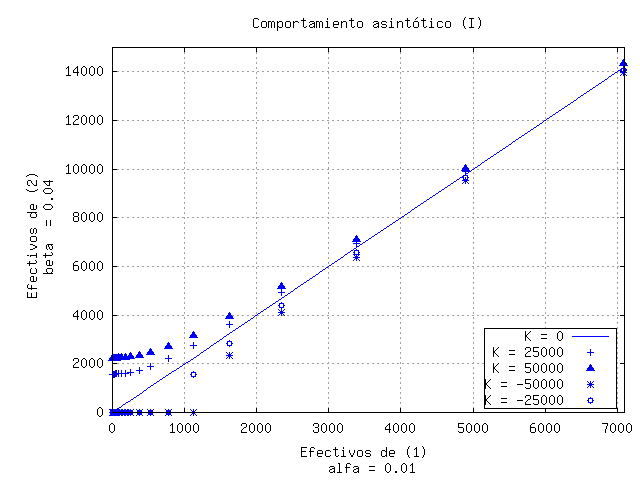 Comportamiento asintótico (I)
14000
12000
10000
8000
6000
4000
2000
0
Efectivos de (2)
beta = 0.04
K = 0
K = 25000
K = 50000
K = -50000
K = -25000
0 1000 2000 3000 4000 5000 6000 7000
Efectivos de (1)
alfa = 0.01